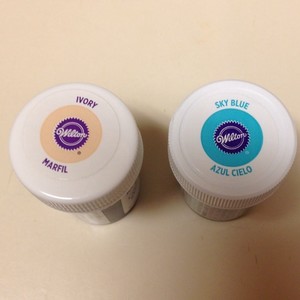 IVORY
Wilton
®
MARFIL
SKY BLUE
Wilton
AZUL CIELO